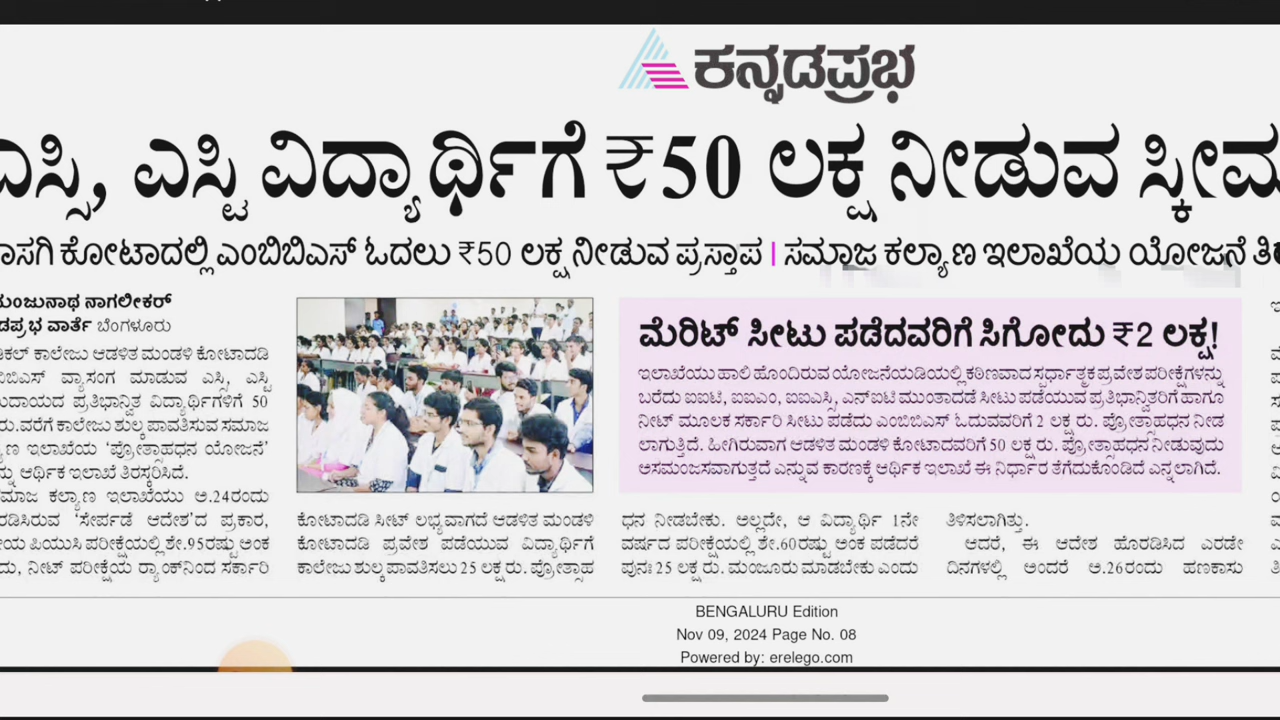 ಕನ್ನಡಪ್ರಭ
ಎಸ್ಸಿ, ಎಸ್ಟಿ ವಿದ್ಯಾರ್ಥಿಗೆ ₹50 ಲಕ್ಷ ನೀಡುವ ಸ್ಕೀಮ
ಾಸಗಿ ಕೋಟಾದಲ್ಲಿ ಎಂಬಿಬಿಎಸ್ ಓದಲು ₹50 ಲಕ್ಷ ನೀಡುವ ಪ್ರಸ್ತಾಪ | ಸಮಾಜ ಕಲ್ಯಾಣ ಇಲಾಖೆಯ ಯೋಜನೆ
ಮಂಜುನಾಥ ನಾಗಲೀಕರ್
ಡಪ್ರಭ ವಾರ್ತೆ ಬೆಂಗಳೂರು
ಿಕಲ್ ಕಾಲೇಜು ಆಡಳಿತ ಮಂಡಳಿ ಕೋಟಾದಡಿ
ಬಿಬಿಎಸ್ ವ್ಯಾಸಂಗ ಮಾಡುವ ಎಸ್ಸಿ, ಎಸ್ಟಿ
ುದಾಯದ ಪ್ರತಿಭಾನ್ವಿತ ವಿದ್ಯಾರ್ಥಿಗಳಿಗೆ 50
ರು.ವರೆಗೆ ಕಾಲೇಜು ಶುಲ್ಕ ಪಾವತಿಸುವ ಸಮಾಜ
್ಯಾಣ ಇಲಾಖೆಯ ‘ಪ್ರೋತ್ಸಾಹಧನ ಯೋಜನೆ’
ನ್ನು ಆರ್ಥಿಕ ಇಲಾಖೆ ತಿರಸ್ಕರಿಸಿದೆ.
ಮಾಜ ಕಲ್ಯಾಣ ಇಲಾಖೆಯು ಅ.24ರಂದು
ರಡಿಸಿರುವ ‘ಸೇರ್ಪಡೆ ಆದೇಶ’ದ ಪ್ರಕಾರ,
ೀಯ ಪಿಯುಸಿ ಪರೀಕ್ಷೆಯಲ್ಲಿ ಶೇ.95ರಷ್ಟು ಅಂಕ
ದು, ನೀಟ್ ಪರೀಕ್ಷೆಯ ರ‍್ಯಾಂಕ್‌ನಿಂದ ಸರ್ಕಾರಿ
ಕೋಟಾದಡಿ ಸೀಟ್ ಲಭ್ಯವಾಗದೆ ಆಡಳಿತ ಮಂಡಳಿ
ಕೋಟಾದಡಿ ಪ್ರವೇಶ ಪಡೆಯುವ ವಿದ್ಯಾರ್ಥಿಗೆ
ಕಾಲೇಜು ಶುಲ್ಕ ಪಾವತಿಸಲು 25 ಲಕ್ಷ ರು. ಪ್ರೋತ್ಸಾಹ
ಮೆರಿಟ್ ಸೀಟು ಪಡೆದವರಿಗೆ ಸಿಗೋದು ₹2 ಲಕ್ಷ!
ಇಲಾಖೆಯು ಹಾಲಿ ಹೊಂದಿರುವ ಯೋಜನೆಯಡಿಯಲ್ಲಿ ಕಠಿಣವಾದ ಸ್ಪರ್ಧಾತ್ಮಕ ಪ್ರವೇಶ ಪರೀಕ್ಷೆಗಳನ್ನು
ಬರೆದು ಐಐಟಿ, ಐಐಎಂ, ಐಐಎಸ್ಸಿ, ಎನ್‌ಐಟಿ ಮುಂತಾದಡೆ ಸೀಟು ಪಡೆಯುವ ಪ್ರತಿಭಾನ್ವಿತರಿಗೆ ಹಾಗೂ
ನೀಟ್ ಮೂಲಕ ಸರ್ಕಾರಿ ಸೀಟು ಪಡೆದು ಎಂಬಿಬಿಎಸ್ ಓದುವವರಿಗೆ 2 ಲಕ್ಷ ರು. ಪ್ರೋತ್ಸಾಹಧನ ನೀಡ
ಲಾಗುತ್ತಿದೆ. ಹೀಗಿರುವಾಗ ಆಡಳಿತ ಮಂಡಳಿ ಕೋಟಾದವರಿಗೆ 50 ಲಕ್ಷ ರು. ಪ್ರೋತ್ಸಾಹಧನ ನೀಡುವುದು
ಅಸಮಂಜಸವಾಗುತ್ತದೆ ಎನ್ನುವ ಕಾರಣಕ್ಕೆ ಆರ್ಥಿಕ ಇಲಾಖೆ ಈ ನಿರ್ಧಾರ ತೆಗೆದುಕೊಂಡಿದೆ ಎನ್ನಲಾಗಿದೆ.
ಧನ ನೀಡಬೇಕು. ಅಲ್ಲದೇ, ಆ ವಿದ್ಯಾರ್ಥಿ 1ನೇ
ವರ್ಷದ ಪರೀಕ್ಷೆಯಲ್ಲಿ ಶೇ.60ರಷ್ಟು ಅಂಕ ಪಡೆದರೆ
ಪುನಃ 25 ಲಕ್ಷ ರು. ಮಂಜೂರು ಮಾಡಬೇಕು ಎಂದು
ತಿಳಿಸಲಾಗಿತ್ತು.
ಆದರೆ, ಈ ಆದೇಶ ಹೊರಡಿಸಿದ ಎರಡೇ
ದಿನಗಳಲ್ಲಿ ಅಂದರೆ ಅ.26ರಂದು ಹಣಕಾಸು
BENGALURU Edition
Nov 09, 2024 Page No. 08
Powered by: erelego.com